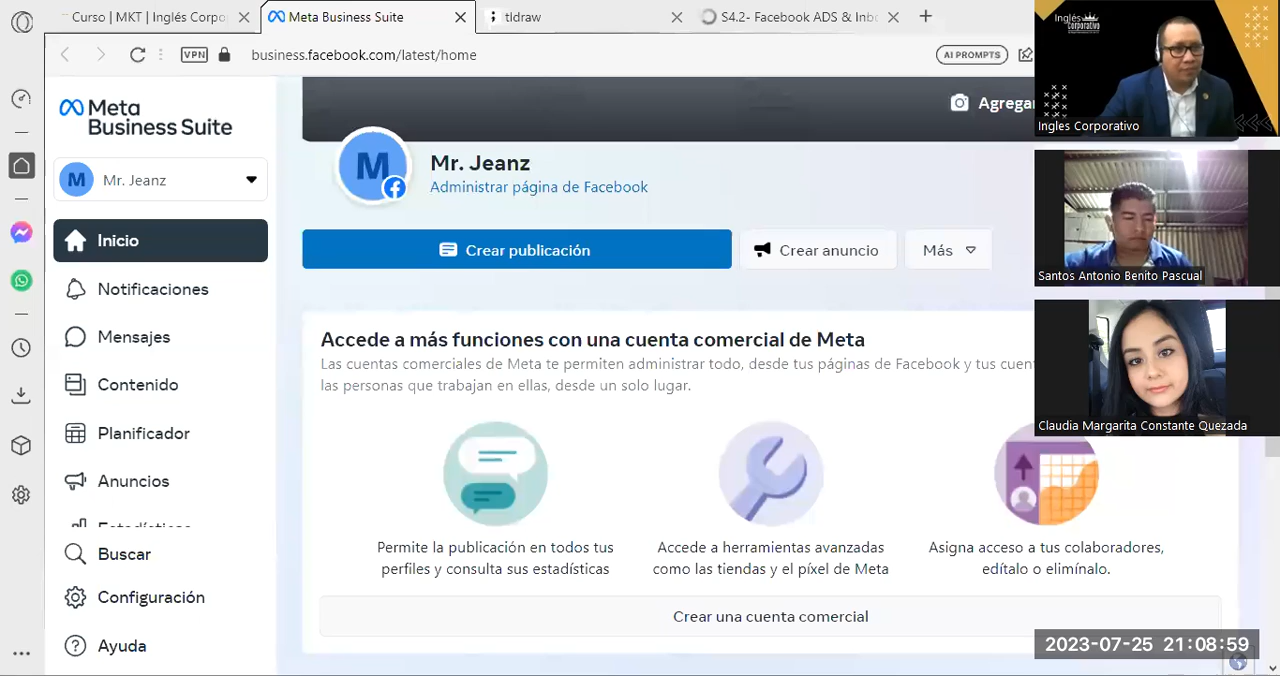 Curso | MKT | Inglés Corpo
Meta Business Suite
tldraw
S4.2- Facebook ADS & Inb
VPN
business.facebook.com/latest/home
AI PROMPTS
Meta
Business Suite
M
Mr. Jeanz
Inicio
Notificaciones
Mensajes
Contenido
Planificador
Anuncios
Estadísticas
Buscar
Configuración
Ayuda
Agregar
M
Mr. Jeanz
Administrar página de Facebook
Crear publicación
Crear anuncio
Más
Accede a más funciones con una cuenta comercial de Meta
Las cuentas comerciales de Meta te permiten administrar todo, desde tus páginas de Facebook y tus cuent
las personas que trabajan en ellas, desde un solo lugar.
Permite la publicación en todos tus
perfiles y consulta sus estadísticas
Accede a herramientas avanzadas
como las tiendas y el píxel de Meta
Asigna acceso a tus colaboradores,
edítalo o elimínalo.
Crear una cuenta comercial
Inglés
Corporativo
Ingles Corporativo
Santos Antonio Benito Pascual
Claudia Margarita Constante Quezada
2023-07-25 21:08:59